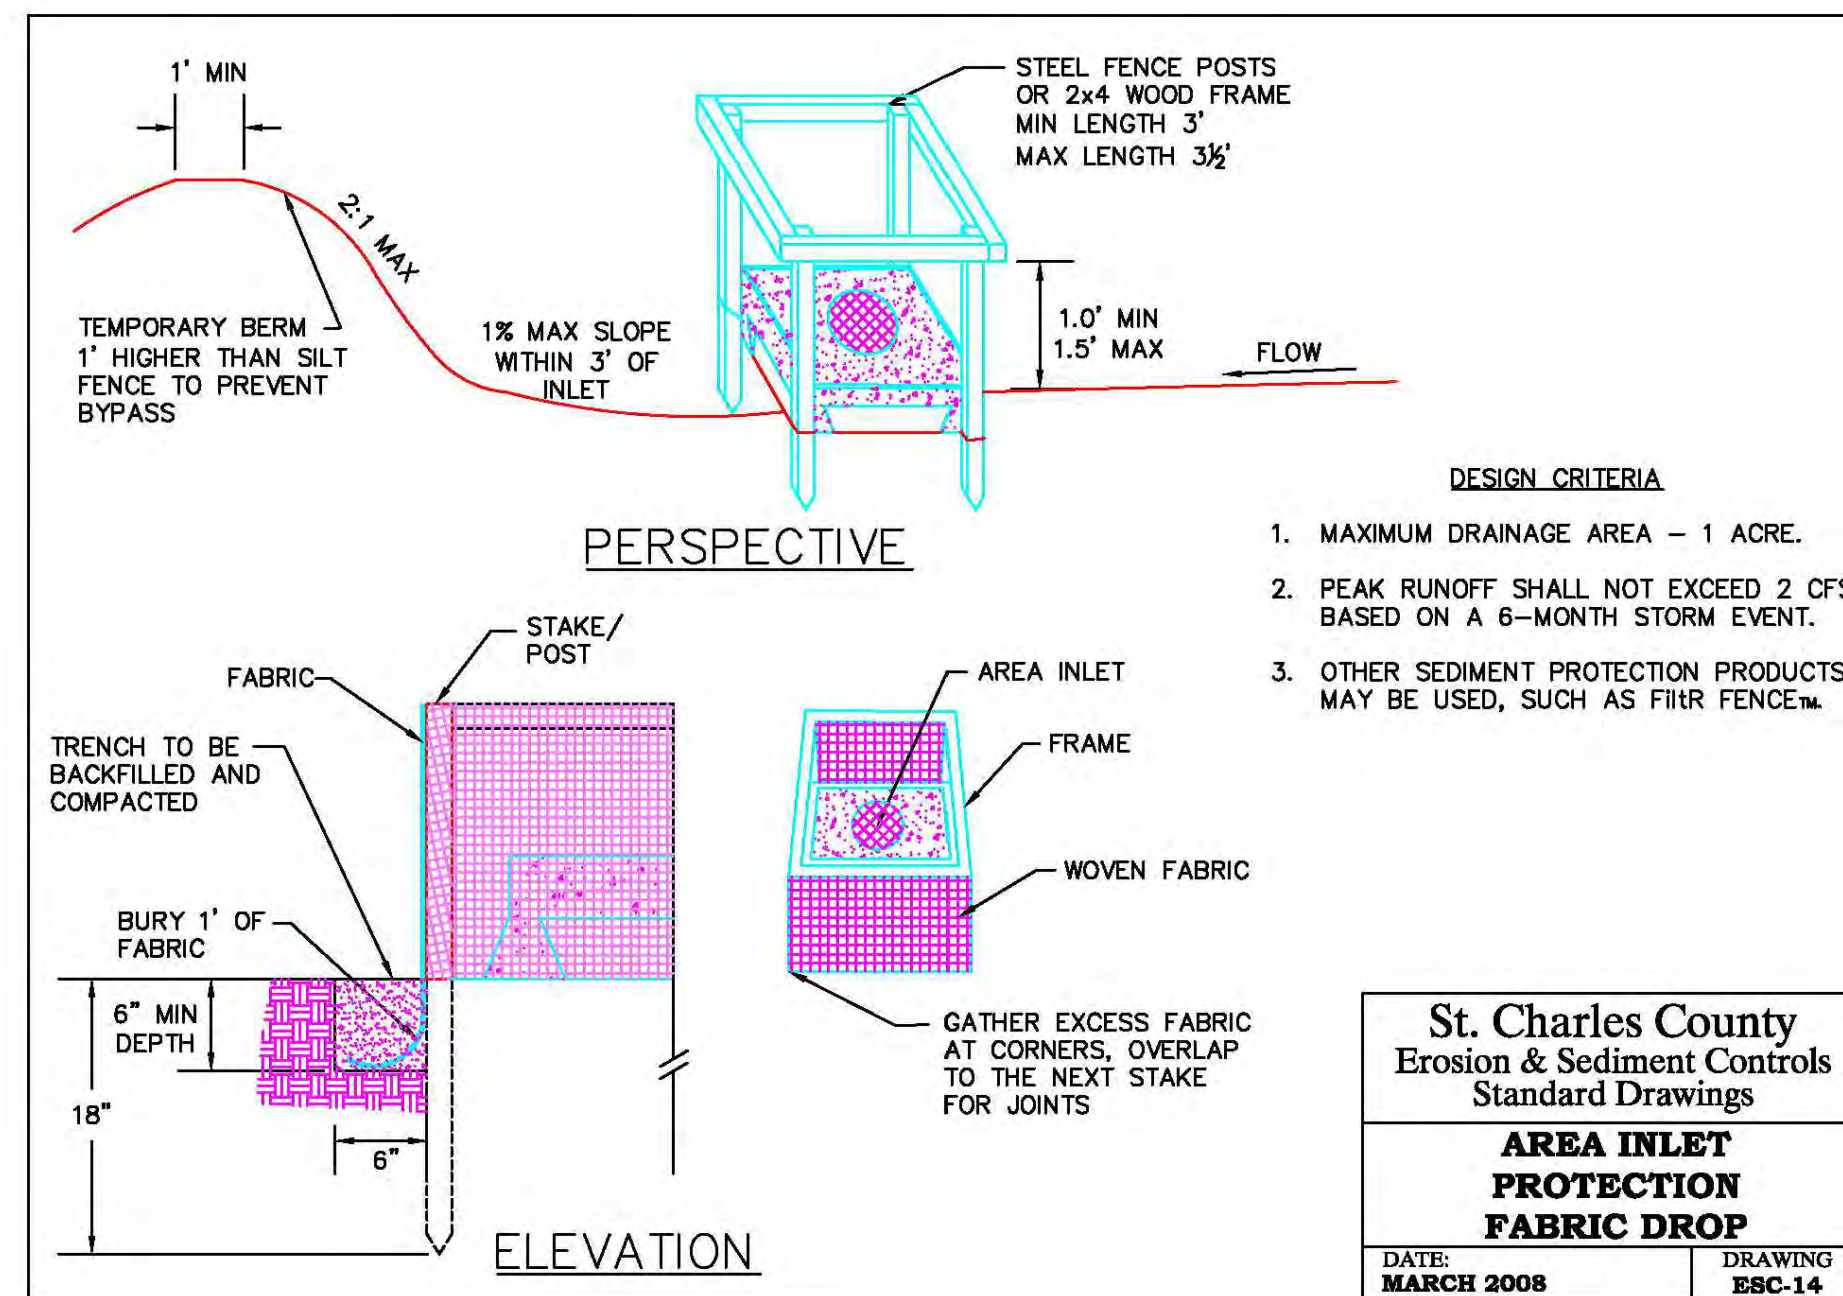 1' MIN
2:1 MAX
TEMPORARY BERM
1' HIGHER THAN SILT
FENCE TO PREVENT
BYPASS
1% MAX SLOPE
WITHIN 3' OF
INLET
STEEL FENCE POSTS
OR 2x4 WOOD FRAME
MIN LENGTH 3'
MAX LENGTH 3½'
1.0' MIN
1.5' MAX
FLOW
PERSPECTIVE
DESIGN CRITERIA
1. MAXIMUM DRAINAGE AREA – 1 ACRE.
2. PEAK RUNOFF SHALL NOT EXCEED 2 CFS
BASED ON A 6–MONTH STORM EVENT.
3. OTHER SEDIMENT PROTECTION PRODUCTS
MAY BE USED, SUCH AS FiltR FENCE™.
STAKE/
POST
FABRIC
TRENCH TO BE
BACKFILLED AND
COMPACTED
BURY 1' OF
FABRIC
6" MIN
DEPTH
18"
6"
ELEVATION
AREA INLET
FRAME
WOVEN FABRIC
GATHER EXCESS FABRIC
AT CORNERS, OVERLAP
TO THE NEXT STAKE
FOR JOINTS
St. Charles County
Erosion & Sediment Controls
Standard Drawings
AREA INLET
PROTECTION
FABRIC DROP
DATE:
MARCH 2008
DRAWING
ESC-14